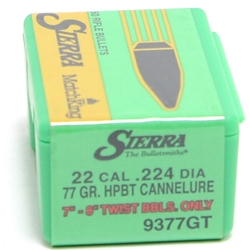 50 RIFLE BULLETS
SIERRA
MatchKing
SIERRA
The Bulletsmiths
22 CAL .224 DIA
77 GR. HPBT CANNELURE
7" - 8" TWIST BBLS. ONLY
9377GT